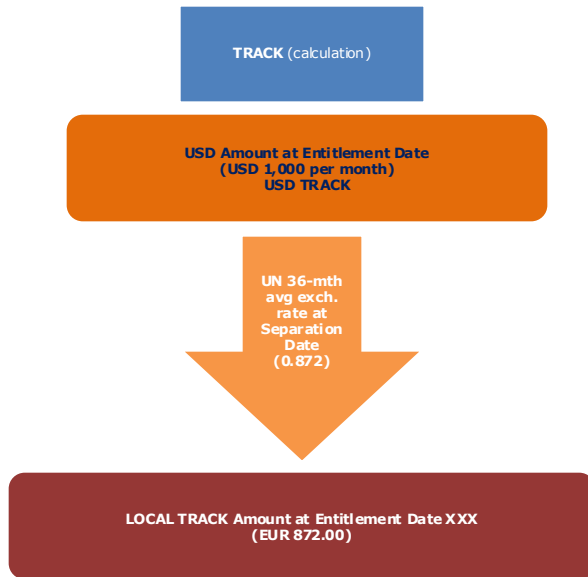 TRACK (calculation)
USD Amount at Entitlement Date
(USD 1,000 per month)
USD TRACK
UN 36-mth
avg exch.
rate at
Separation
Date
(0.872)
LOCAL TRACK Amount at Entitlement Date XXX
(EUR 872.00)